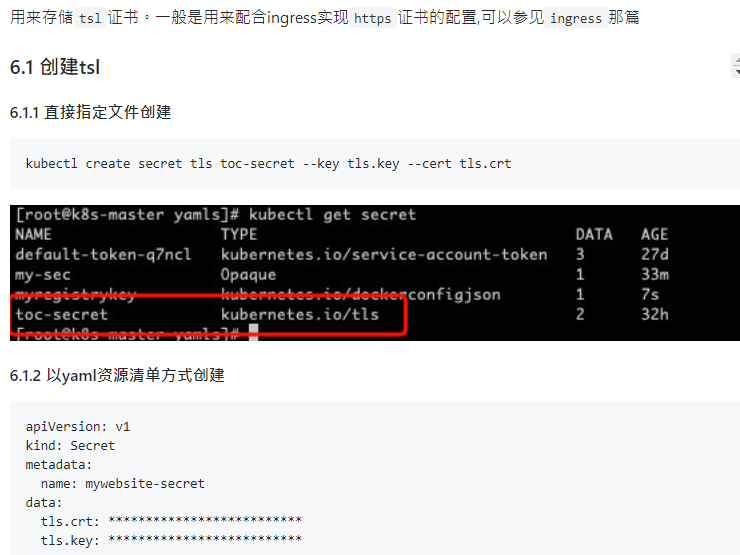 用来存储 tsl 证书。一般是用来配合ingress实现 https 证书的配置,可以参见 ingress 那篇
6.1 创建tsl
6.1.1 直接指定文件创建
kubectl create secret tls toc-secret --key tls.key --cert tls.crt
[root@k8s-master yamls]# kubectl get secret
NAME TYPE DATA AGE
default-token-q7ncl kubernetes.io/service-account-token 3 27d
my-sec Opaque 1 33m
myregistrykey kubernetes.io/dockerconfigjson 1 7s
toc-secret kubernetes.io/tls 2 32h
[root@k8s-master yamls]#
6.1.2 以yaml资源清单方式创建
apiVersion: v1
kind: Secret
metadata:
  name: mywebsite-secret
data:
  tls.crt: **************************
  tls.key: **************************